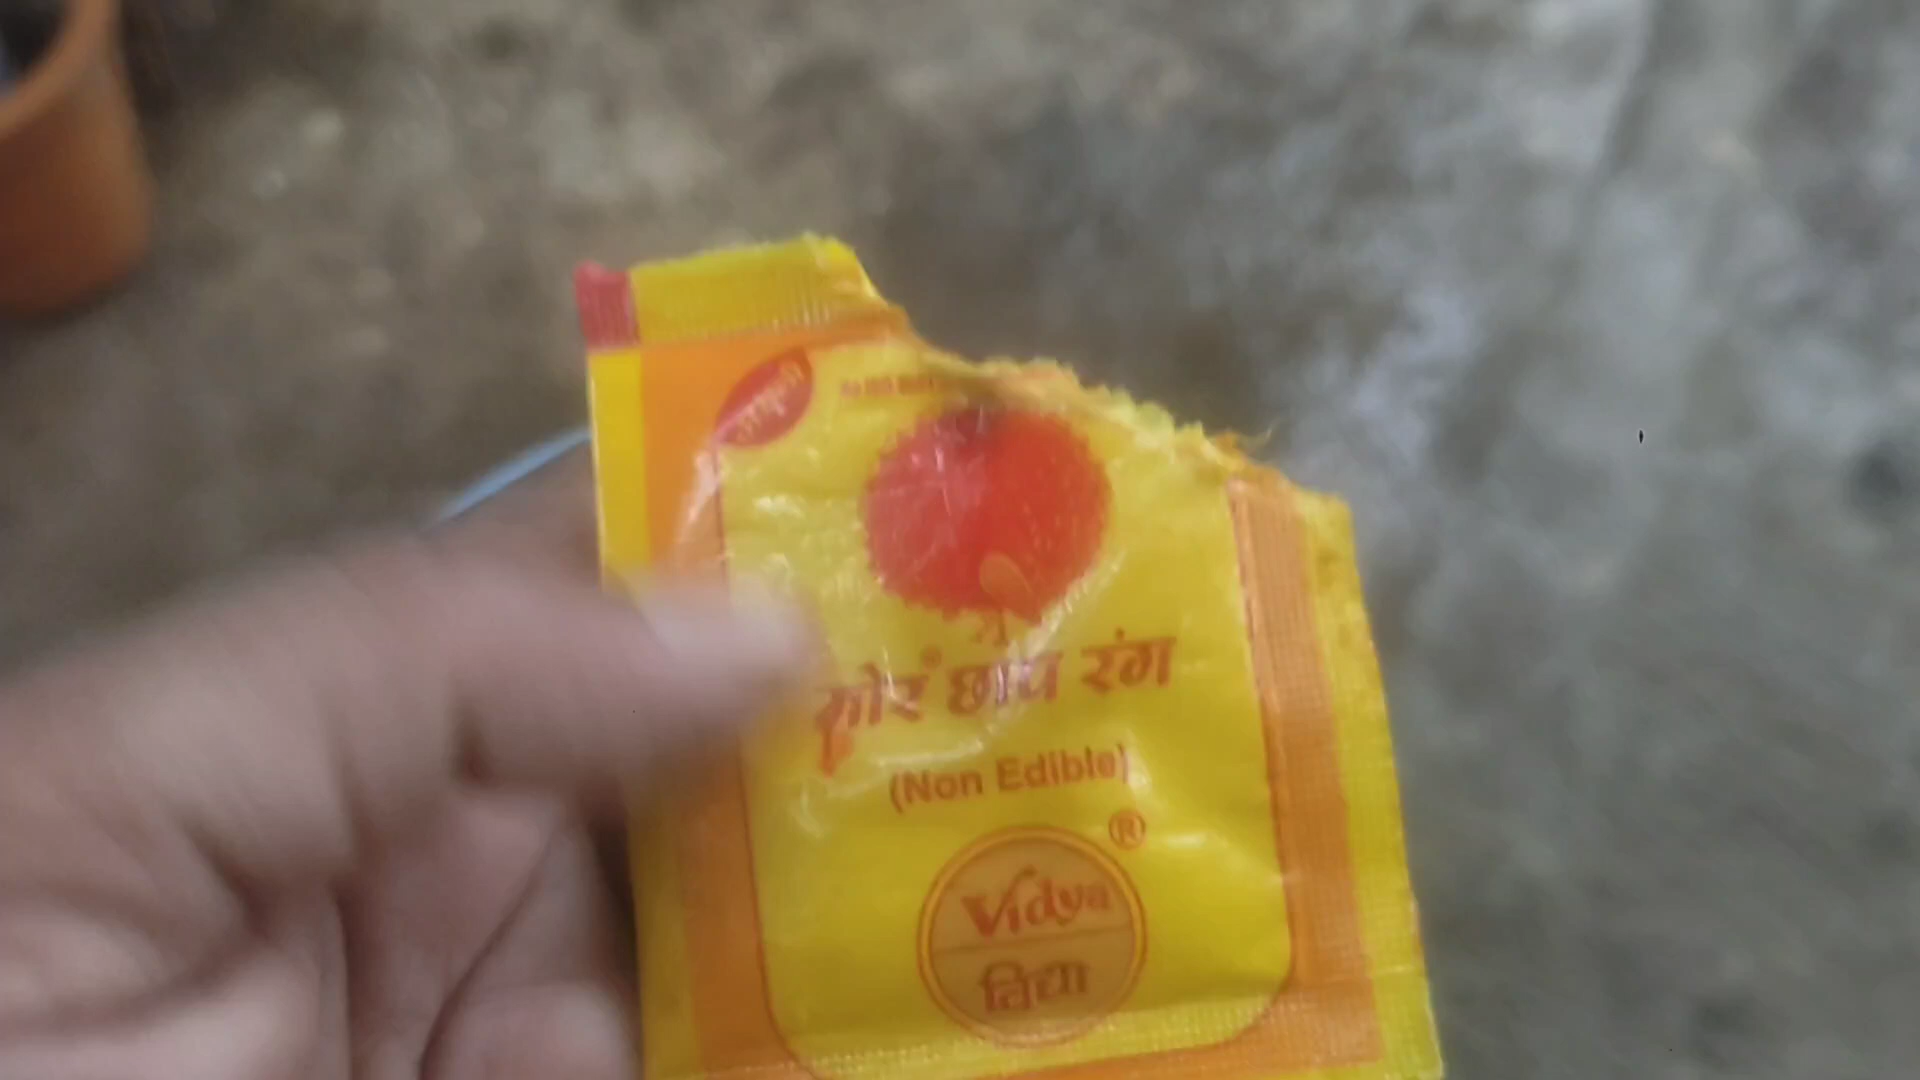 मोर छाप रंग
(Non Edible)
®
Vidya
विद्या